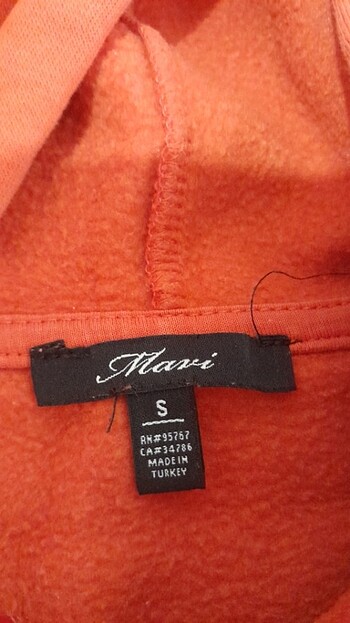 Mavi
S
RN#95767
CA#34786
MADE IN
TURKEY